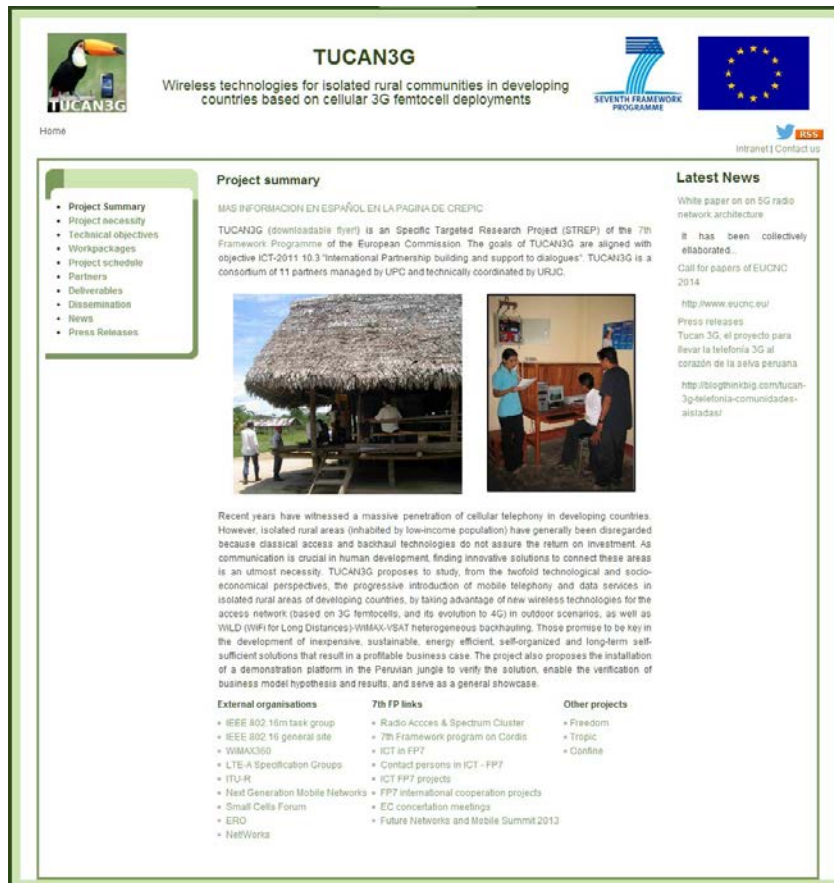 TUCAN3G
TUCAN3G
Wireless technologies for isolated rural communities in developing
countries based on cellular 3G femtocell deployments
SEVENTH FRAMEWORK
PROGRAMME
Home
RSS
Intranet | Contact us
Project Summary
Project necessity
Technical objectives
Workpackages
Project schedule
Partners
Deliverables
Dissemination
News
Press Releases
Project summary
MAS INFORMACION EN ESPAÑOL EN LA PAGINA DE CREPIC
TUCAN3G (downloadable flyer!) is an Specific Targeted Research Project (STREP) of the 7th
Framework Programme of the European Commission. The goals of TUCAN3G are aligned with
objective ICT-2011 10.3 "International Partnership building and support to dialogues". TUCAN3G is a
consortium of 11 partners managed by UPC and technically coordinated by URJC.
Recent years have witnessed a massive penetration of cellular telephony in developing countries.
However, isolated rural areas (inhabited by low-income population) have generally been disregarded
because classical access and backhaul technologies do not assure the return on investment. As
communication is crucial in human development, finding innovative solutions to connect these areas
is an utmost necessity. TUCAN3G proposes to study, from the twofold technological and socio-
economical perspectives, the progressive introduction of mobile telephony and data services in
isolated rural areas of developing countries, by taking advantage of new wireless technologies for the
access network (based on 3G femtocells, and its evolution to 4G) in outdoor scenarios, as well as
WiLD (WiFi for Long Distances)-WiMAX-VSAT heterogeneous backhauling. Those promise to be key in
the development of inexpensive, sustainable, energy efficient, self-organized and long-term self-
sufficient solutions that result in a profitable business case. The project also proposes the installation
of a demonstration platform in the Peruvian jungle to verify the solution, enable the verification of
business model hypothesis and results, and serve as a general showcase.
External organisations
IEEE 802.16m task group
IEEE 802.16 general site
WiMAX360
LTE-A Specification Groups
ITU-R
Next Generation Mobile Networks
Small Cells Forum
ERO
Net!Works
7th FP links
Radio Accces & Spectrum Cluster
7th Framework program on Cordis
ICT in FP7
Contact persons in ICT - FP7
ICT FP7 projects
FP7 international cooperation projects
EC concertation meetings
Future Networks and Mobile Summit 2013
Other projects
Freedom
Tropic
Confine
Latest News
White paper on on 5G radio
network architecture
It has been collectively
ellaborated...
Call for papers of EUCNC
2014
http://www.eucnc.eu/
Press releases
Tucan 3G, el proyecto para
llevar la telefonía 3G al
corazón de la selva peruana
http://blogthinkbig.com/tucan-
3g-telefonia-comunidades-
aisladas/